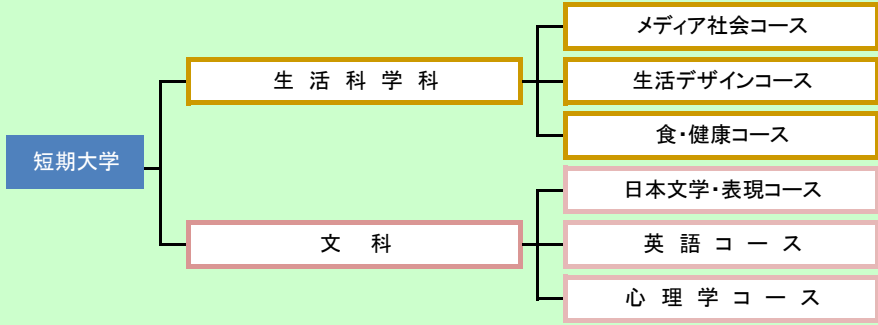 短期大学
生活科学科
メディア社会コース
生活デザインコース
食・健康コース
文科
日本文学・表現コース
英語コース
心理学コース